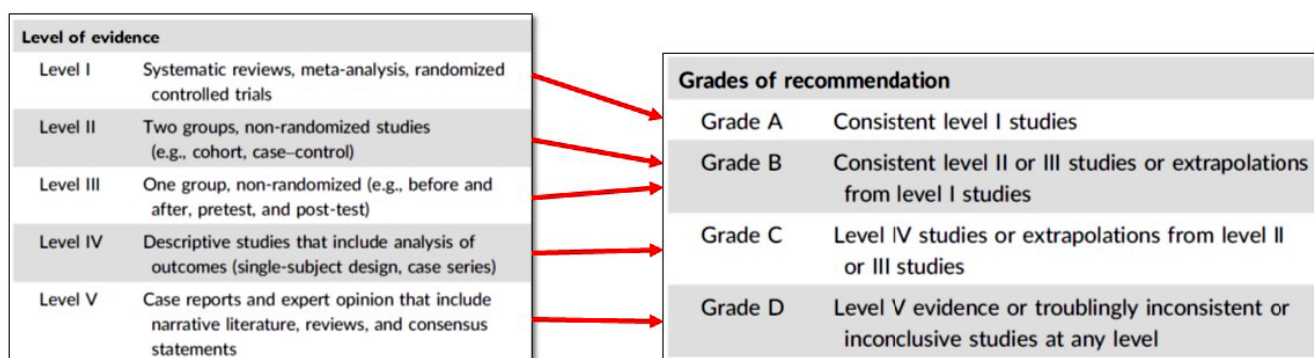 Level of evidence
Level I Systematic reviews, meta-analysis, randomized
controlled trials
Level II Two groups, non-randomized studies
(e.g., cohort, case–control)
Level III One group, non-randomized (e.g., before and
after, pretest, and post-test)
Level IV Descriptive studies that include analysis of
outcomes (single-subject design, case series)
Level V Case reports and expert opinion that include
narrative literature, reviews, and consensus
statements
Grades of recommendation
Grade A Consistent level I studies
Grade B Consistent level II or III studies or extrapolations
from level I studies
Grade C Level IV studies or extrapolations from level II
or III studies
Grade D Level V evidence or troublingly inconsistent or
inconclusive studies at any level